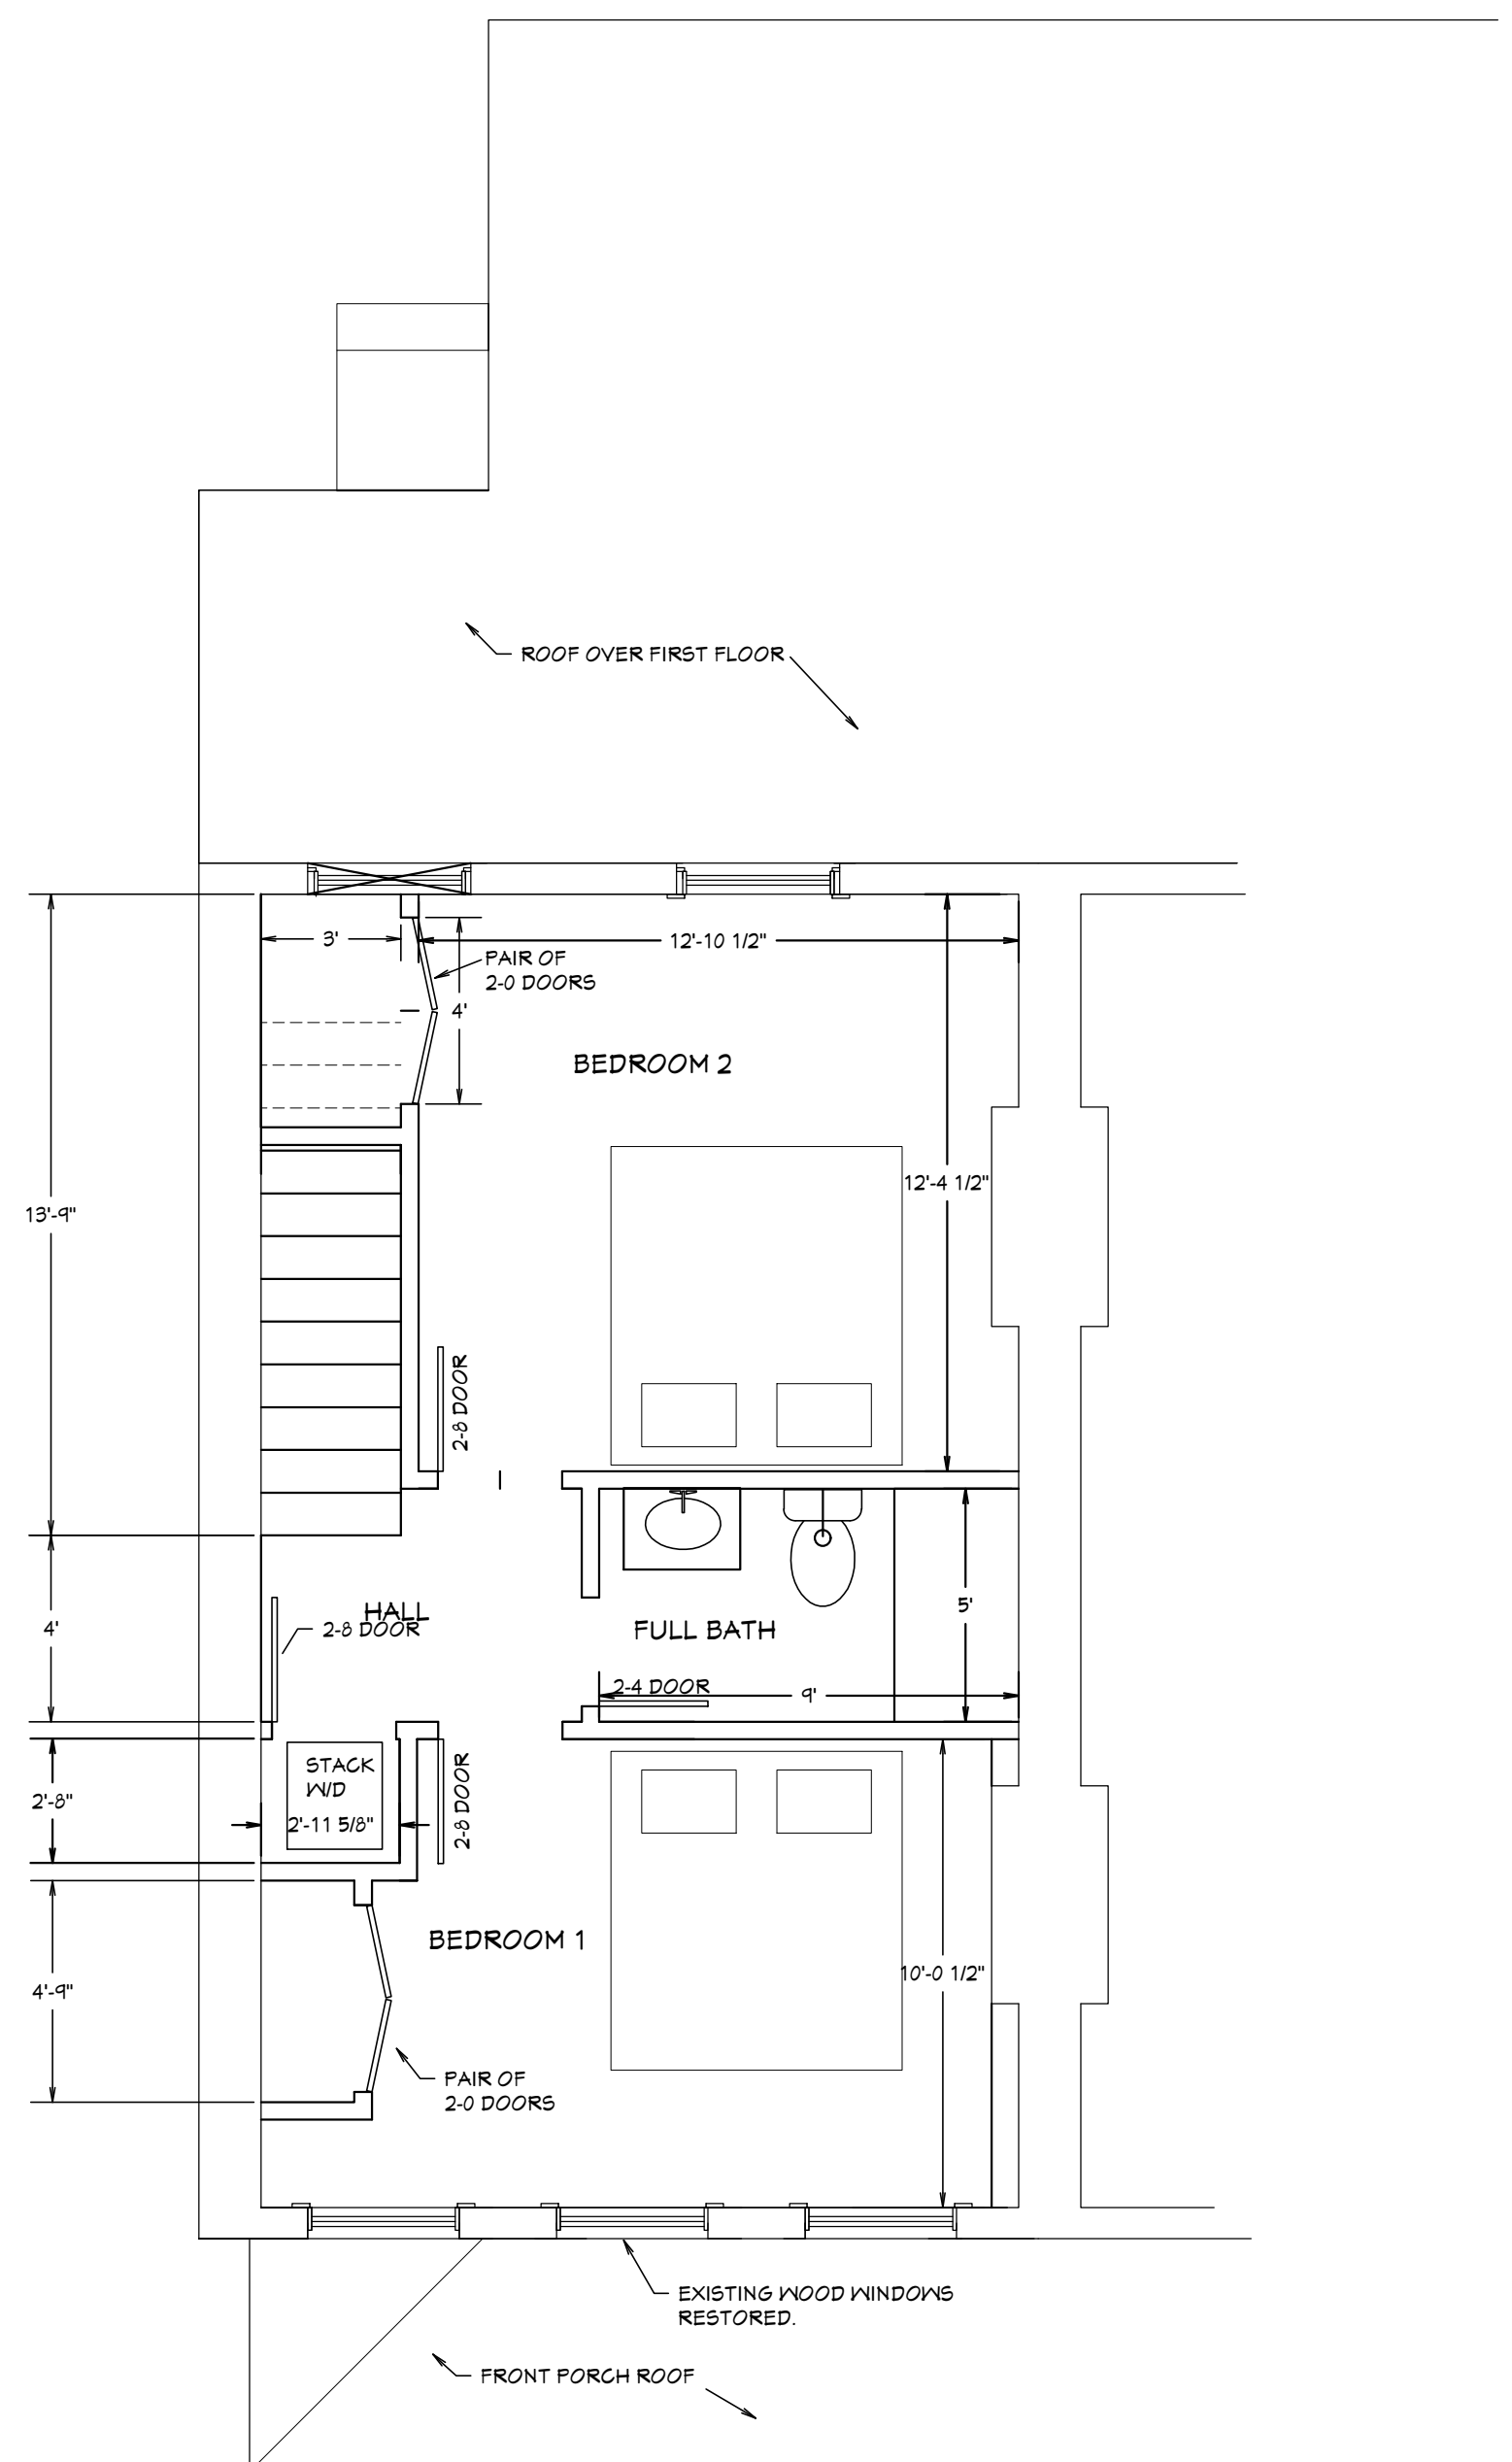 ROOF OVER FIRST FLOOR
3'
12'-10 1/2"
PAIR OF
2-0 DOORS
4'
BEDROOM 2
12'-4 1/2"
13'-9"
2-8 DOOR
HALL
2-8 DOOR
4'
FULL BATH
5'
2-4 DOOR
9'
STACK
W/D
2'-11 5/8"
2'-8"
2-8 DOOR
BEDROOM 1
10'-0 1/2"
4'-9"
PAIR OF
2-0 DOORS
EXISTING WOOD WINDOWS
RESTORED.
FRONT PORCH ROOF